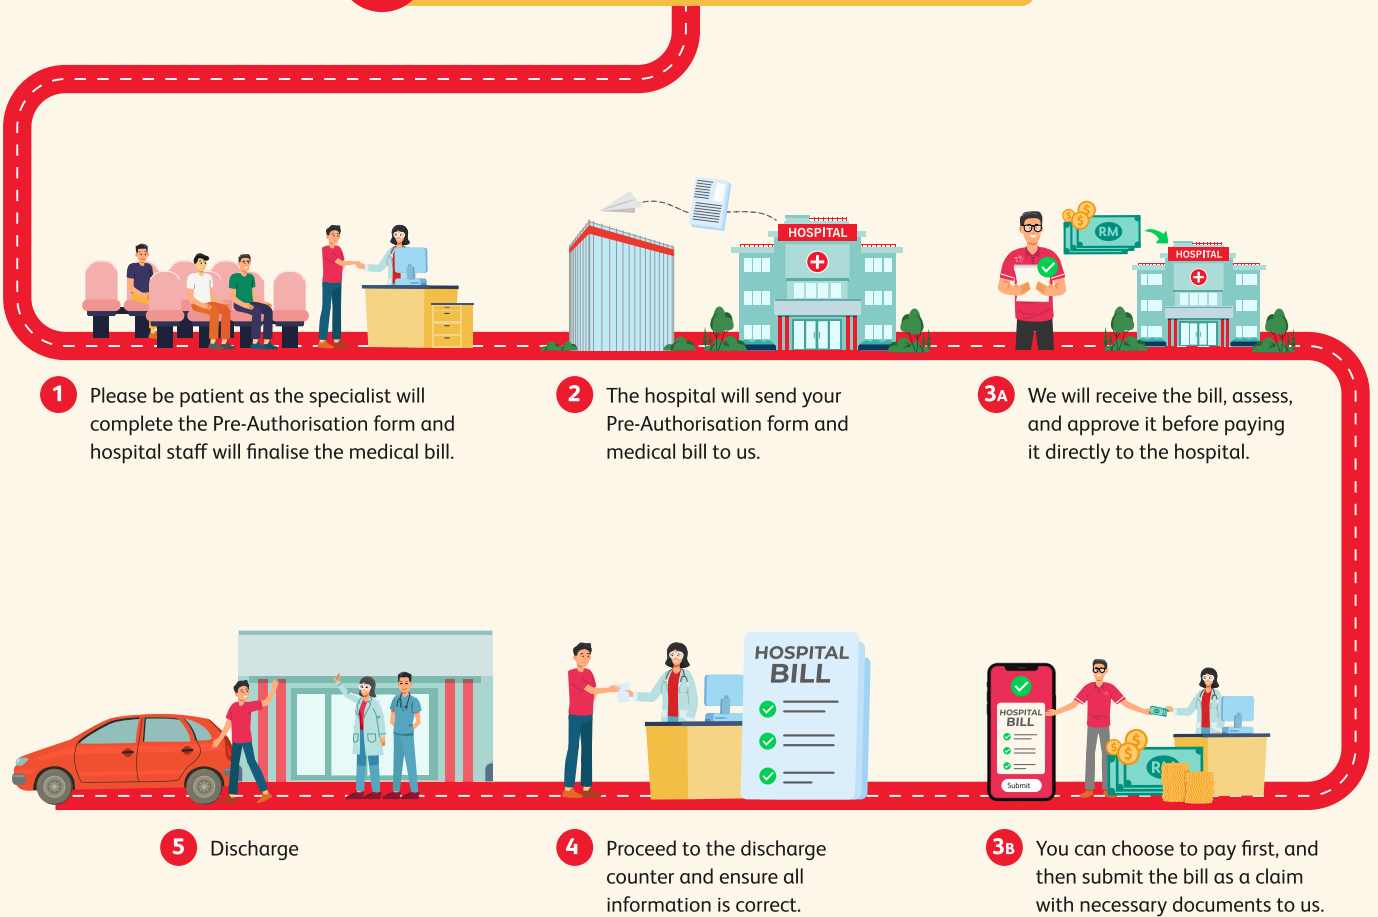 HOSPITAL
RM
HOSPITAL
1
Please be patient as the specialist will
complete the Pre-Authorisation form and
hospital staff will finalise the medical bill.
2
The hospital will send your
Pre-Authorisation form and
medical bill to us.
3A
We will receive the bill, assess,
and approve it before paying
it directly to the hospital.
HOSPITAL
BILL
HOSPITAL
BILL
Submit
5
Discharge
4
Proceed to the discharge
counter and ensure all
information is correct.
3B
You can choose to pay first, and
then submit the bill as a claim
with necessary documents to us.